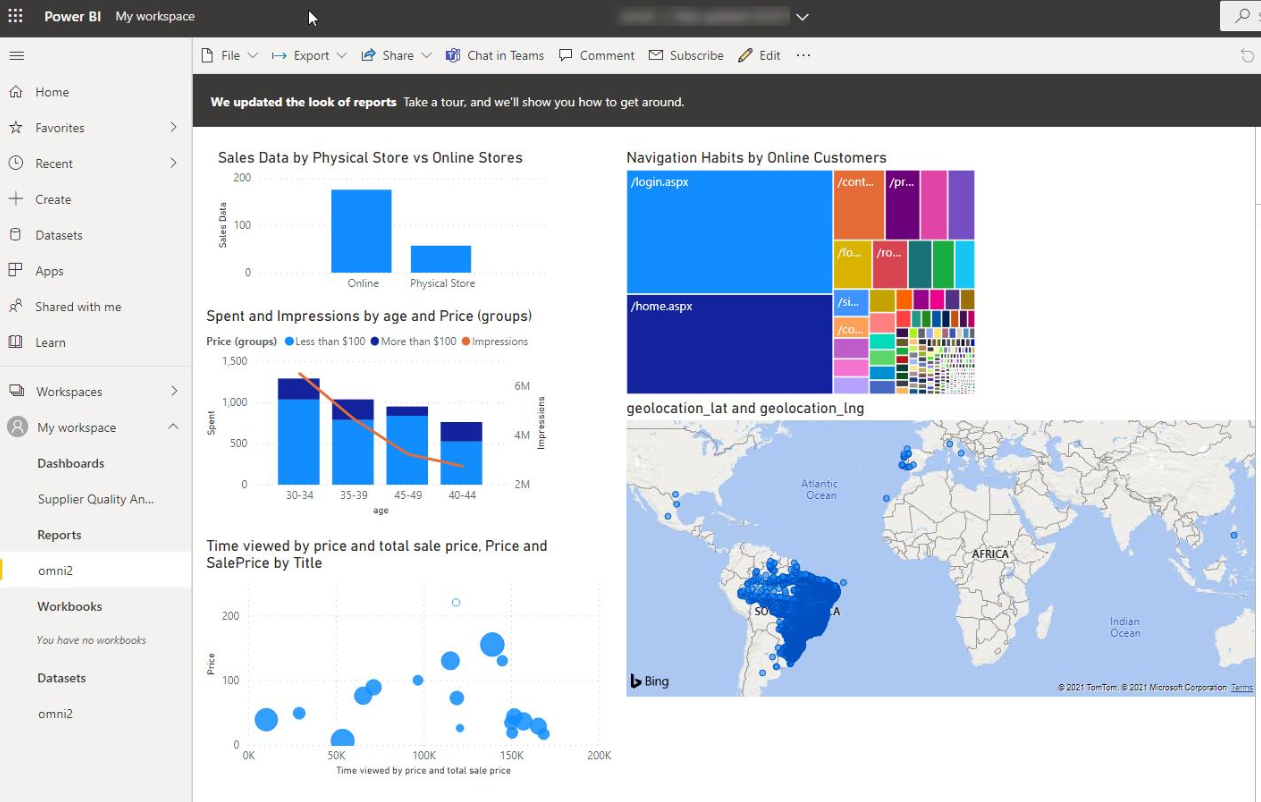 Power BI My workspace
File Export Share Chat in Teams Comment Subscribe Edit ...
We updated the look of reports Take a tour, and we'll show you how to get around.
Home
Favorites
Recent
Create
Datasets
Apps
Shared with me
Learn
Workspaces
My workspace
Dashboards
Supplier Quality An...
Reports
omni2
Workbooks
You have no workbooks
Datasets
omni2
Sales Data by Physical Store vs Online Stores
Sales Data
200
100
0
Online Physical Store
Spent and Impressions by age and Price (groups)
Price (groups) Less than $100 More than $100 Impressions
Spent
1,500
1,000
500
0
6M
4M
2M
Impressions
30-34 35-39 45-49 40-44
age
Time viewed by price and total sale price, Price and
SalePrice by Title
Price
200
100
0
0K 50K 100K 150K 200K
Time viewed by price and total sale price
Navigation Habits by Online Customers
/login.aspx
/cont...
/pr...
/fo...
/ro...
/home.aspx
/si...
/co...
geolocation_lat and geolocation_lng
Atlantic
Ocean
AFRICA
SO
A
Indian
Ocean
Bing
© 2021 TomTom, © 2021 Microsoft Corporation Terms